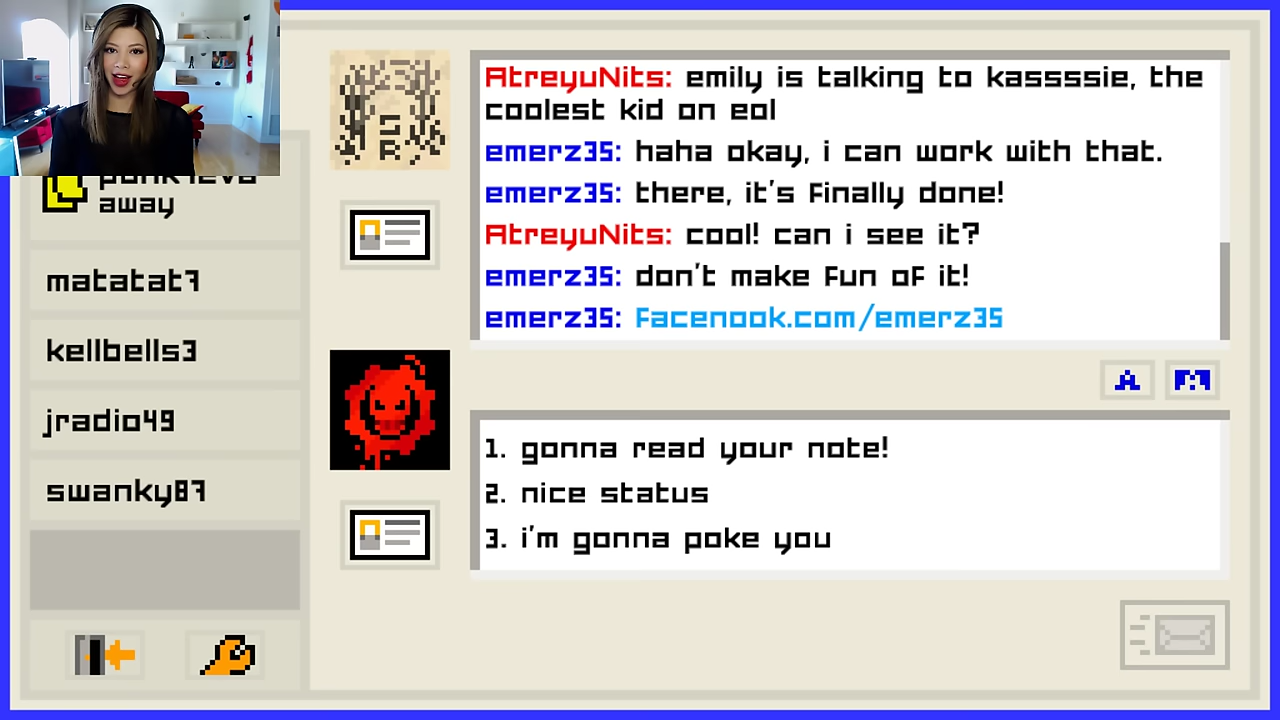 AtreyuNits: emily is talking to kasssssie, the
coolest kid on eol
emerz35: haha okay, i can work with that.
emerz35: there, it's finally done!
AtreyuNits: cool! can i see it?
emerz35: don't make fun of it!
emerz35: facenook.com/emerz35
away
matatat7
kellbells3
jradio49
swanky87
1. gonna read your note!
2. nice status
3. i'm gonna poke you